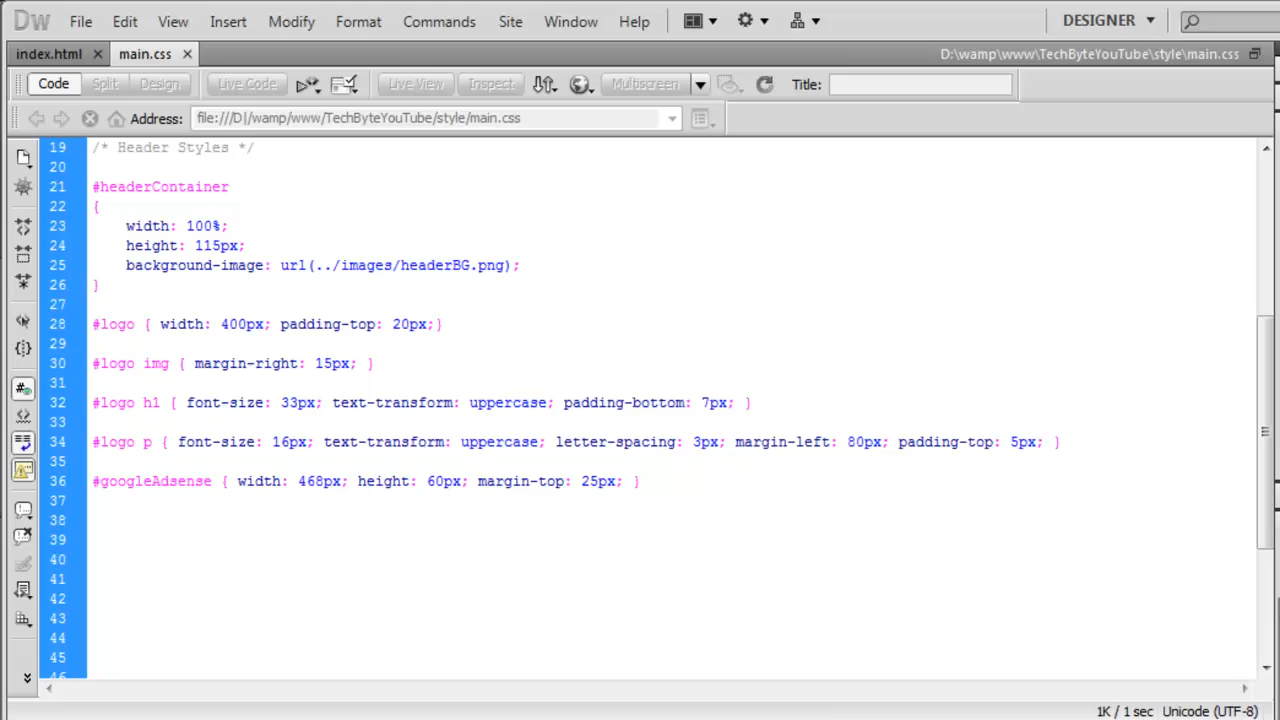 Dw File Edit View Insert Modify Format Commands Site Window Help DESIGNER
index.html main.css D:\wamp\www\TechByteYouTube\style\main.css
Code Split Design Live Code Live View Inspect Multiscreen Title:
Address: file:///D|/wamp/www/TechByteYouTube/style/main.css
19 /* Header Styles */
20
21 #headerContainer
22 {
23 width: 100%;
24 height: 115px;
25 background-image: url(../images/headerBG.png);
26 }
27
28 #logo { width: 400px; padding-top: 20px;}
29
30 #logo img { margin-right: 15px; }
31
32 #logo h1 { font-size: 33px; text-transform: uppercase; padding-bottom: 7px; }
33
34 #logo p { font-size: 16px; text-transform: uppercase; letter-spacing: 3px; margin-left: 80px; padding-top: 5px; }
35
36 #googleAdsense { width: 468px; height: 60px; margin-top: 25px; }
37
38
39
40
41
42
43
44
45
46
1K / 1 sec Unicode (UTF-8)